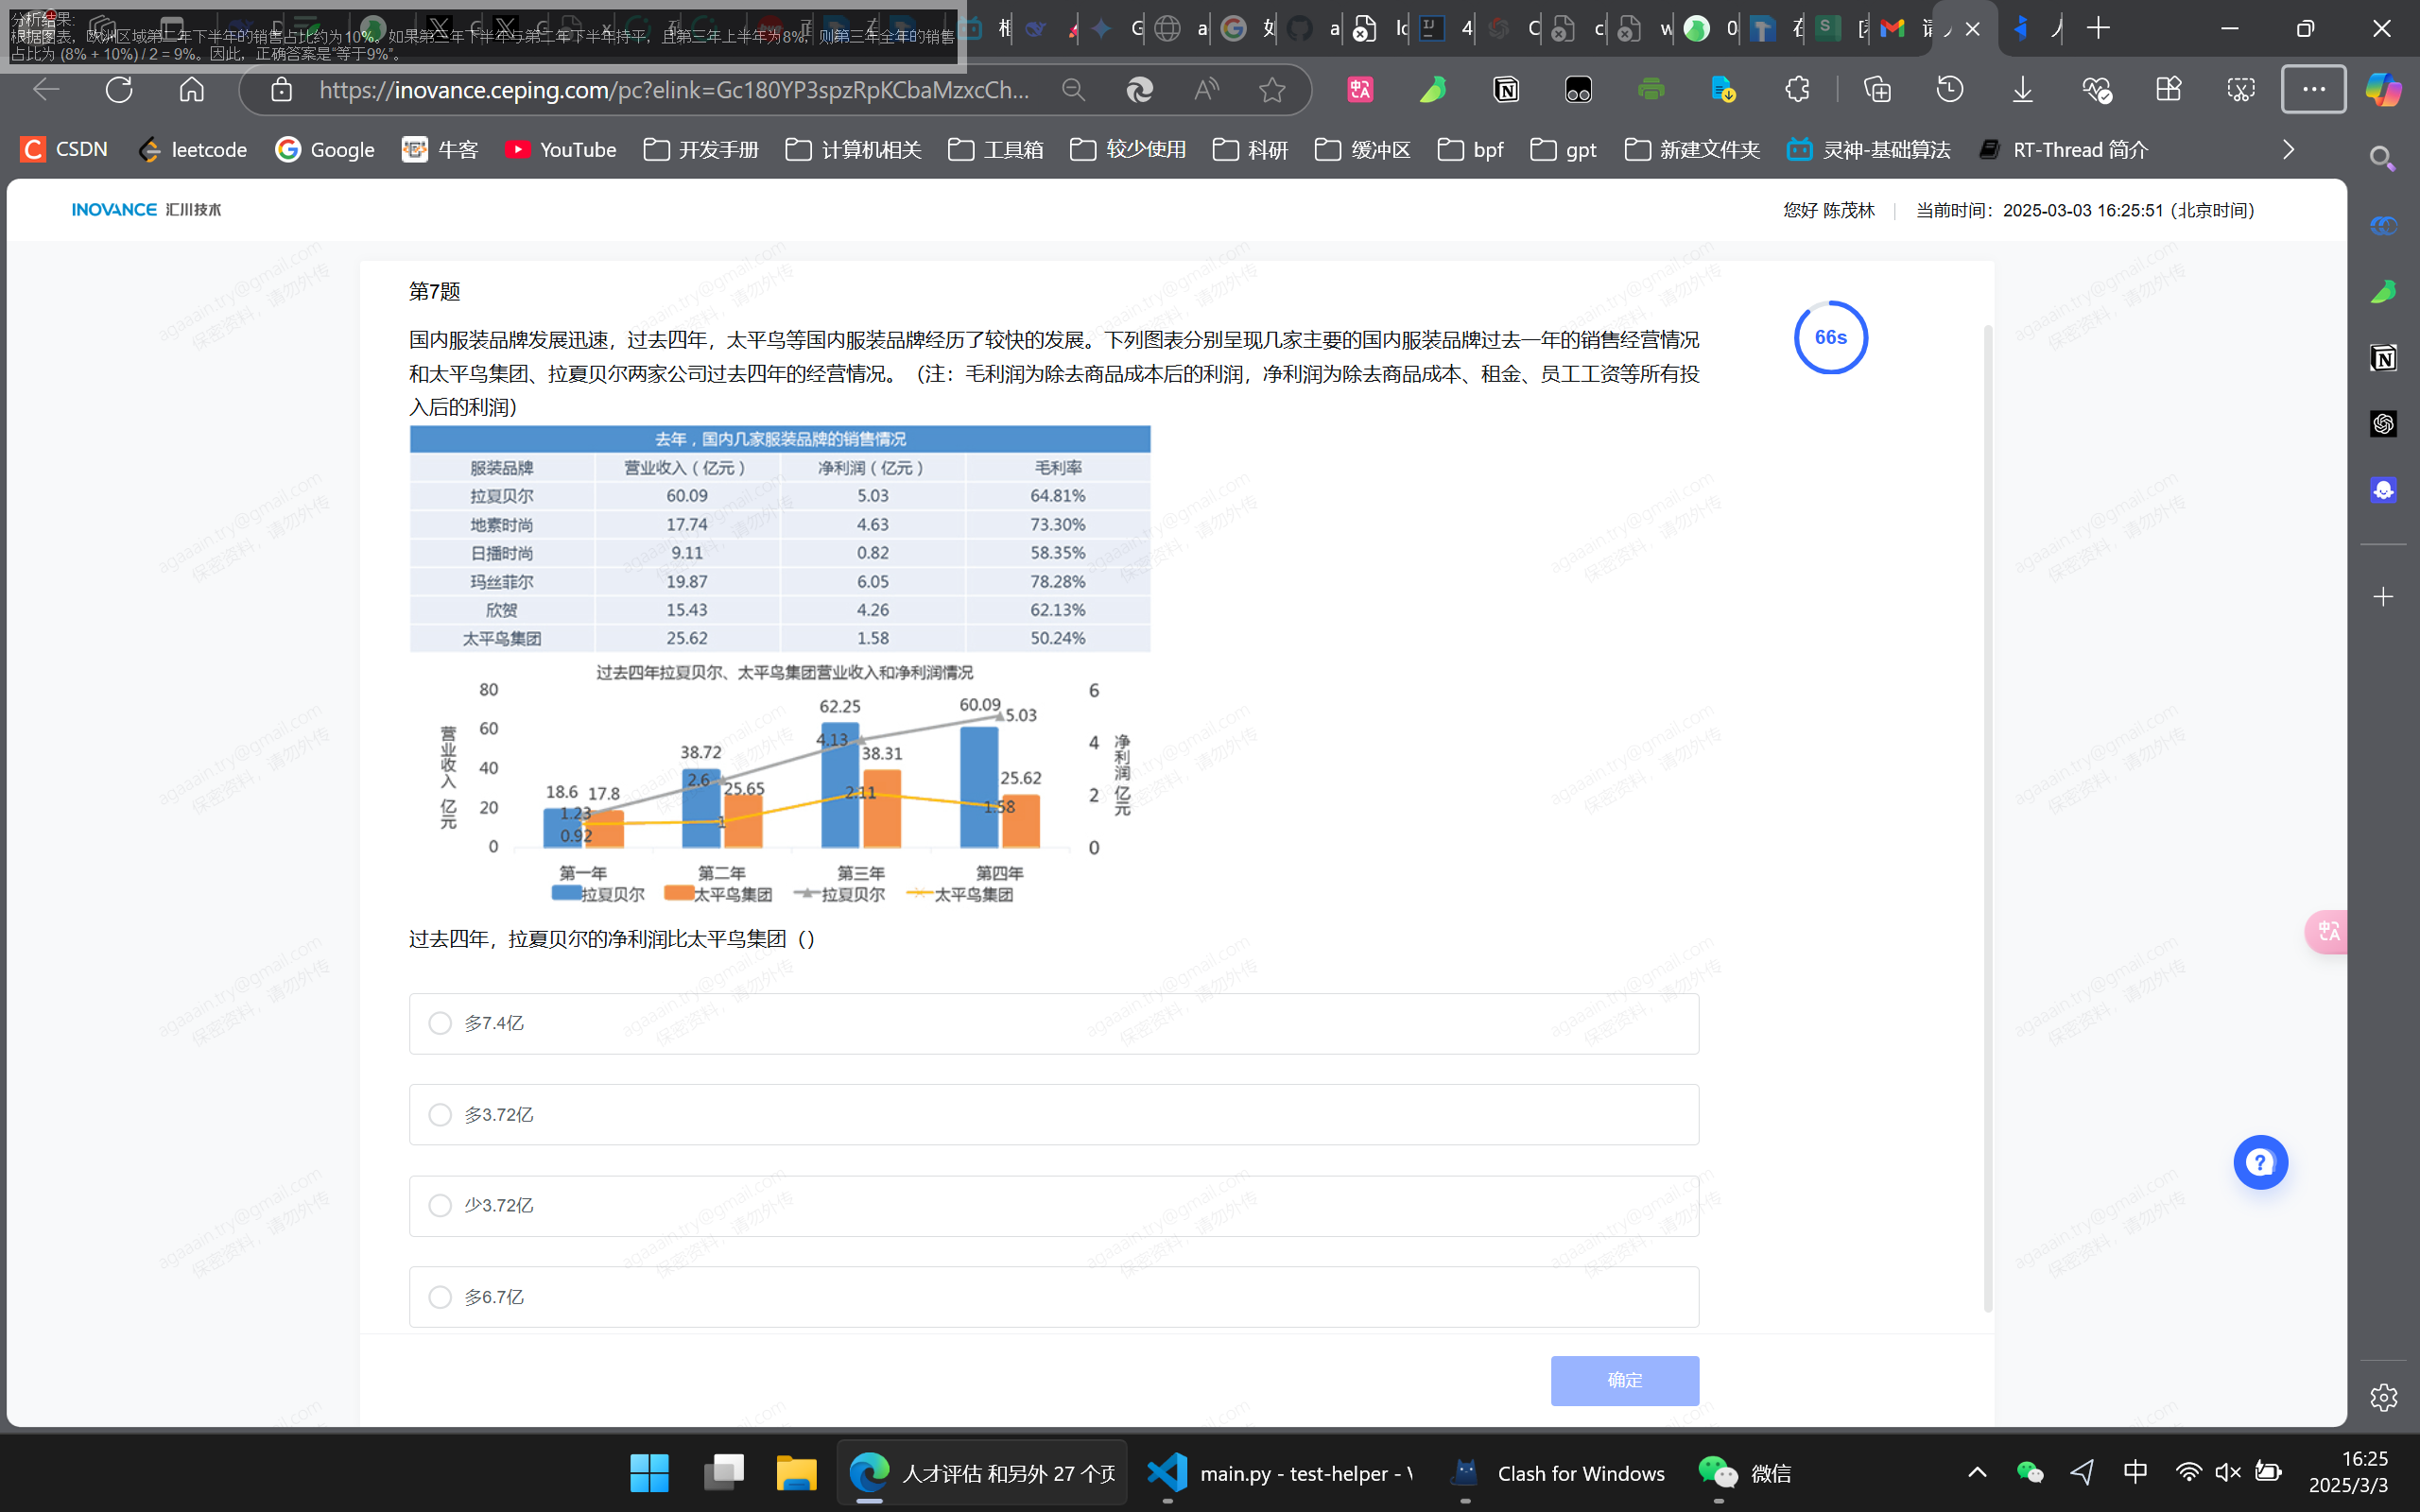 分析结果:
根据图表，欧洲区域第二年下半年的销售占比约为10%。如果第三年下半年与第二年下半年持平，且第三年上半年为8%，则第三年全年的销售
占比为 (8% + 10%) / 2 = 9%。因此，正确答案是“等于9%”。
https://inovance.ceping.com/pc?elink=Gc180YP3spzRpKCbaMzxcCh...
CSDN
leetcode
Google
牛客
YouTube
开发手册
计算机相关
工具箱
较少使用
科研
缓冲区
bpf
gpt
新建文件夹
灵神-基础算法
RT-Thread 简介
INOVANCE 汇川技术
您好 陈茂林 | 当前时间：2025-03-03 16:25:51 (北京时间)
第7题
66s
国内服装品牌发展迅速，过去四年，太平鸟等国内服装品牌经历了较快的发展。下列图表分别呈现几家主要的国内服装品牌过去一年的销售经营情况
和太平鸟集团、拉夏贝尔两家公司过去四年的经营情况。（注：毛利润为除去商品成本后的利润，净利润为除去商品成本、租金、员工工资等所有投
入后的利润）
去年，国内几家服装品牌的销售情况
服装品牌 营业收入（亿元） 净利润（亿元） 毛利率
拉夏贝尔 60.09 5.03 64.81%
地素时尚 17.74 4.63 73.30%
日播时尚 9.11 0.82 58.35%
玛丝菲尔 19.87 6.05 78.28%
欣贺 15.43 4.26 62.13%
太平鸟集团 25.62 1.58 50.24%
过去四年拉夏贝尔、太平鸟集团营业收入和净利润情况
营业收入 亿元
80
60
40
20
0
18.6 17.8
1.23
0.92
38.72
2.6
25.65
1
62.25
4.13
38.31
2.11
60.09
5.03
25.62
1.58
6
4
2
0
净利润 亿元
第一年 第二年 第三年 第四年
拉夏贝尔 太平鸟集团 拉夏贝尔 太平鸟集团
过去四年，拉夏贝尔的净利润比太平鸟集团（）
多7.4亿
多3.72亿
少3.72亿
多6.7亿
确定
agaaain.try@gmail.com
保密资料，请勿外传
人才评估 和另外 27 个页
main.py - test-helper - V
Clash for Windows
微信
中
16:25
2025/3/3